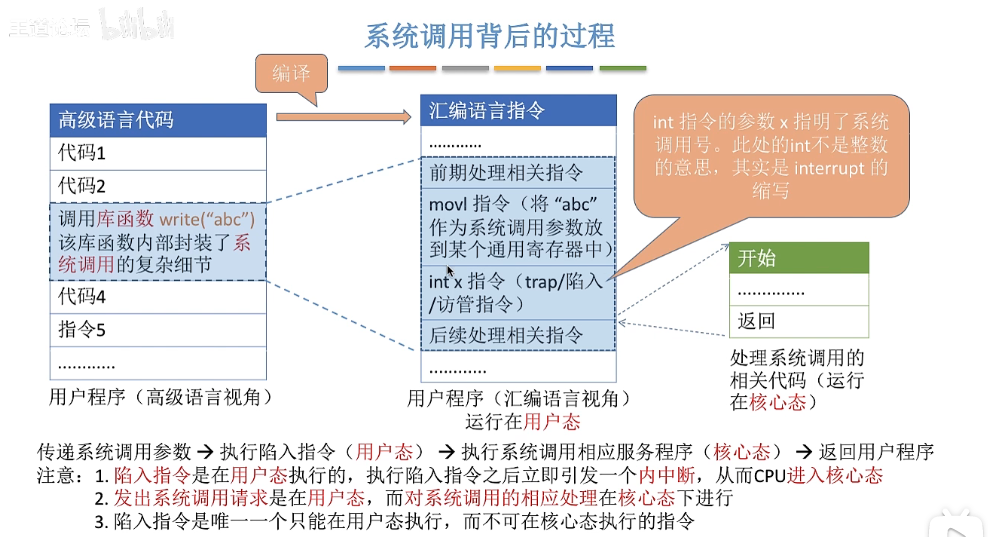 bilibili
系统调用背后的过程
编译
高级语言代码
代码1
代码2
调用库函数 write(“abc”)
该库函数内部封装了系
统调用的复杂细节
代码4
指令5
…………
用户程序（高级语言视角）
汇编语言指令
…………
前期处理相关指令
movl 指令（将 “abc”
作为系统调用参数放
到某个通用寄存器中）
int x 指令（trap/陷入
/访管指令）
后续处理相关指令
…………
用户程序（汇编语言视角）
运行在用户态
int 指令的参数 x 指明了系统
调用号。此处的int不是整数
的意思，其实是 interrupt 的
缩写
开始
…………..
返回
处理系统调用的
相关代码（运行
在核心态）
传递系统调用参数 → 执行陷入指令（用户态） → 执行系统调用相应服务程序（核心态） → 返回用户程序
注意：1. 陷入指令是在用户态执行的，执行陷入指令之后立即引发一个内中断，从而CPU进入核心态
2. 发出系统调用请求是在用户态，而对系统调用的相应处理在核心态下进行
3. 陷入指令是唯一一个只能在用户态执行，而不可在核心态执行的指令